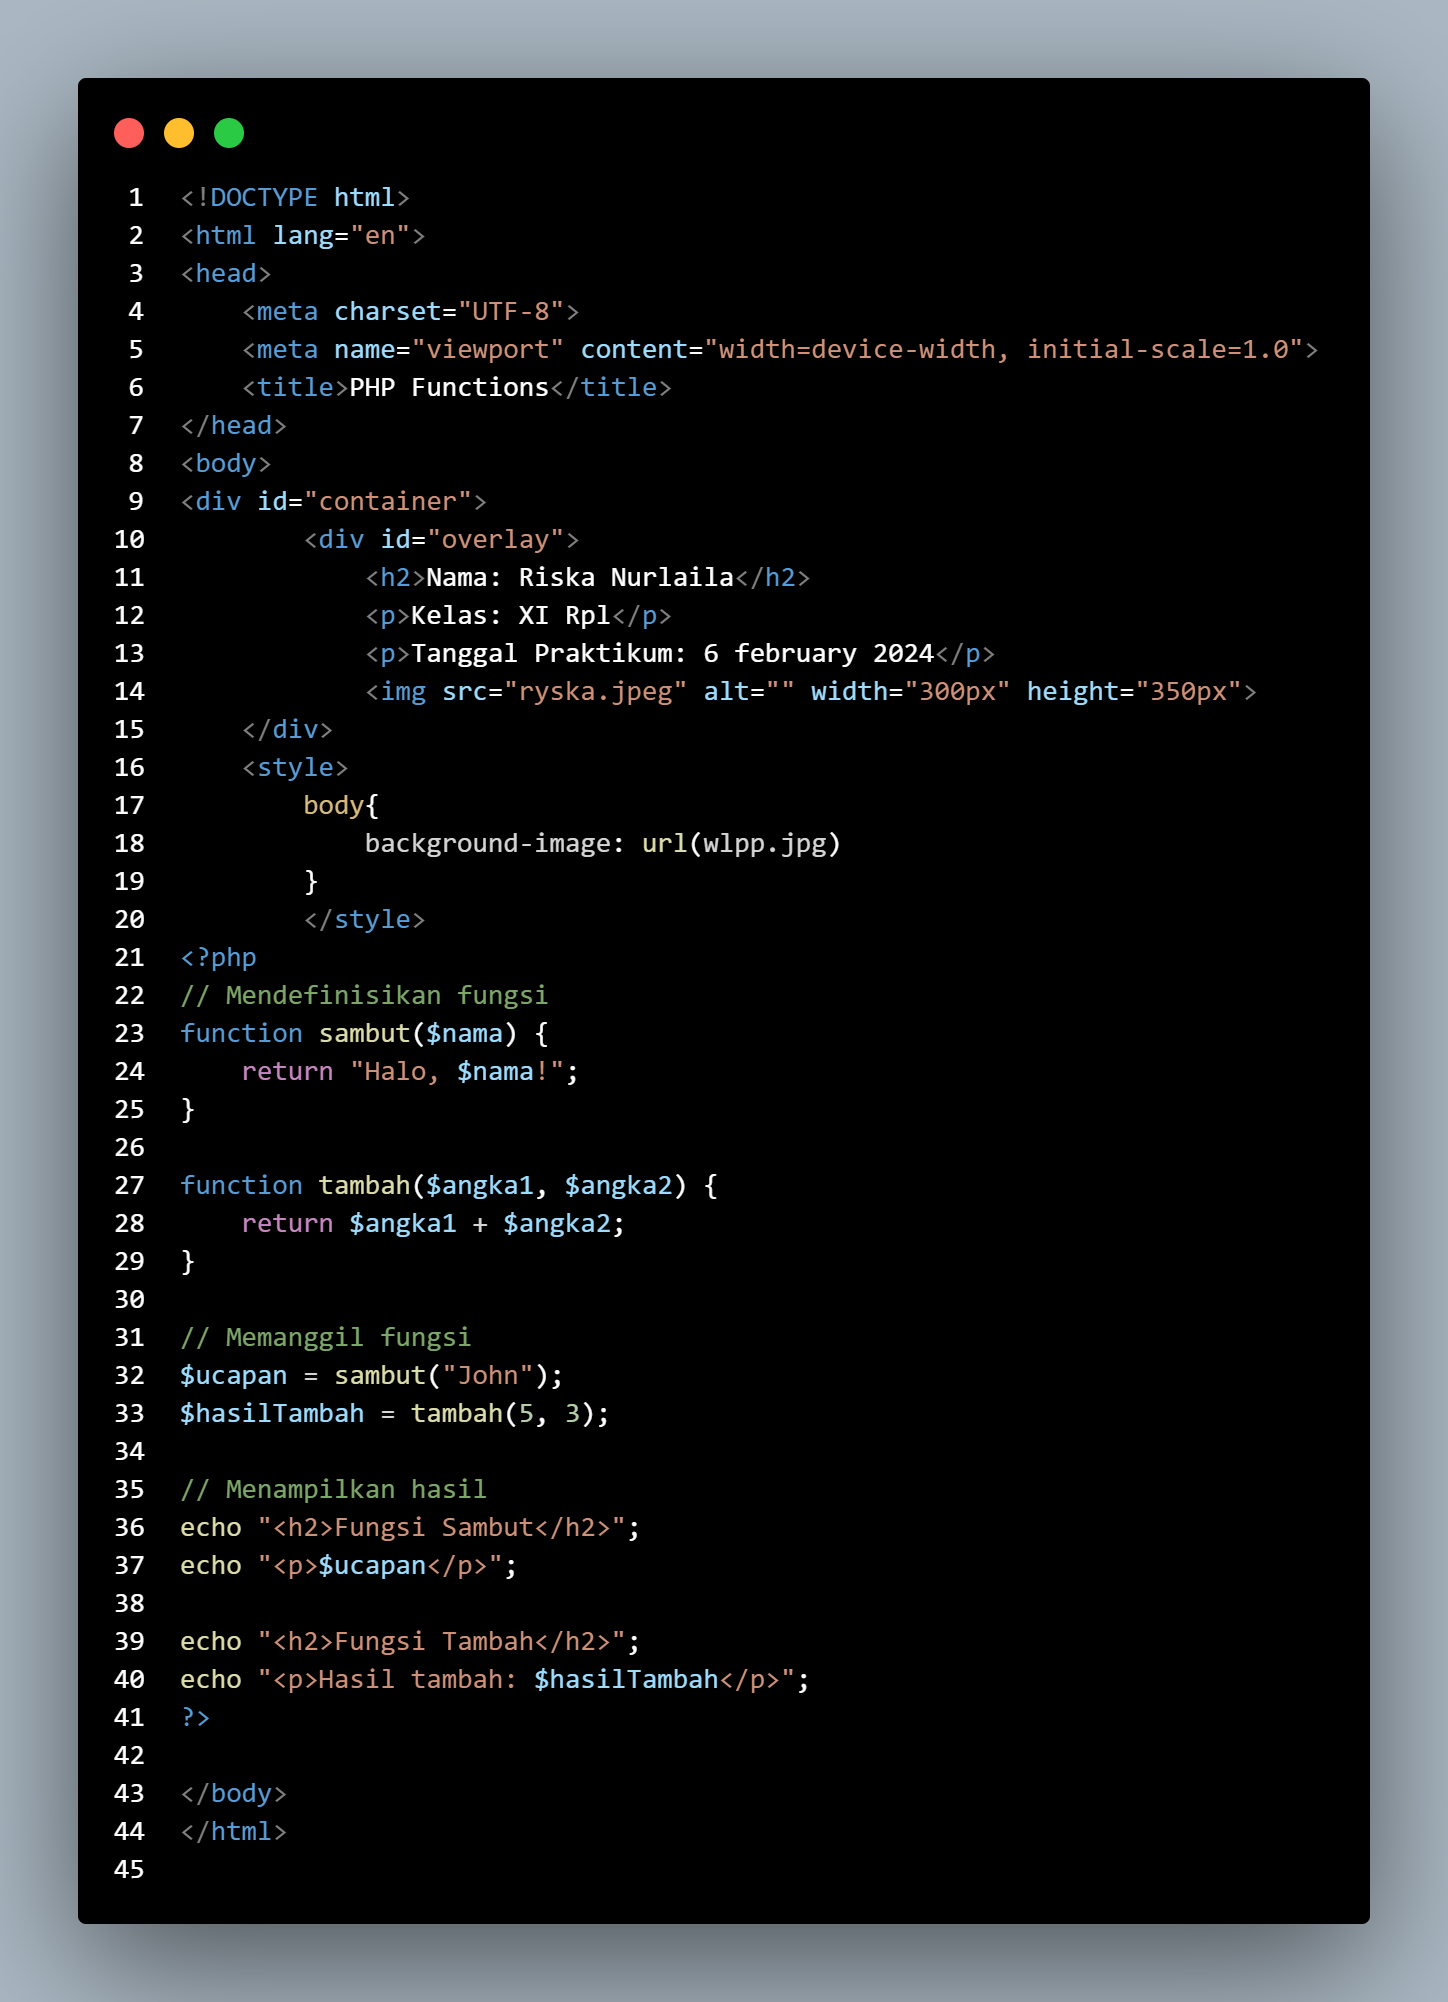 1 <!DOCTYPE html>
2 <html lang="en">
3 <head>
4     <meta charset="UTF-8">
5     <meta name="viewport" content="width=device-width, initial-scale=1.0">
6     <title>PHP Functions</title>
7 </head>
8 <body>
9 <div id="container">
10         <div id="overlay">
11             <h2>Nama: Riska Nurlaila</h2>
12             <p>Kelas: XI Rpl</p>
13             <p>Tanggal Praktikum: 6 february 2024</p>
14             <img src="ryska.jpeg" alt="" width="300px" height="350px">
15     </div>
16     <style>
17         body{
18             background-image: url(wlpp.jpg)
19         }
20         </style>
21 <?php
22 // Mendefinisikan fungsi
23 function sambut($nama) {
24     return "Halo, $nama!";
25 }
26
27 function tambah($angka1, $angka2) {
28     return $angka1 + $angka2;
29 }
30
31 // Memanggil fungsi
32 $ucapan = sambut("John");
33 $hasilTambah = tambah(5, 3);
34
35 // Menampilkan hasil
36 echo "<h2>Fungsi Sambut</h2>";
37 echo "<p>$ucapan</p>";
38
39 echo "<h2>Fungsi Tambah</h2>";
40 echo "<p>Hasil tambah: $hasilTambah</p>";
41 ?>
42
43 </body>
44 </html>
45